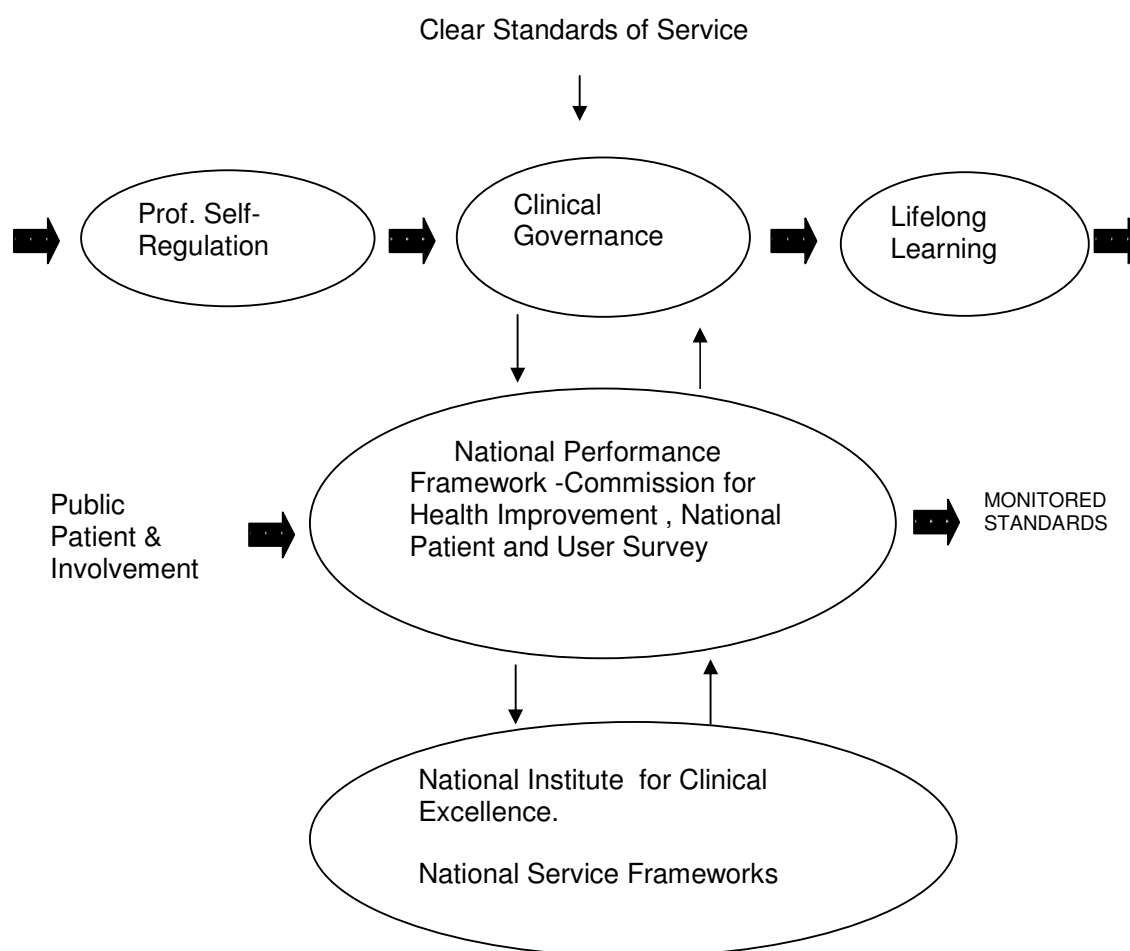 Clear Standards of Service
Prof. Self-
Regulation
Clinical
Governance
Lifelong
Learning
National Performance
Framework -Commission for
Health Improvement , National
Patient and User Survey
Public
Patient &
Involvement
MONITORED
STANDARDS
National Institute for Clinical
Excellence.
National Service Frameworks